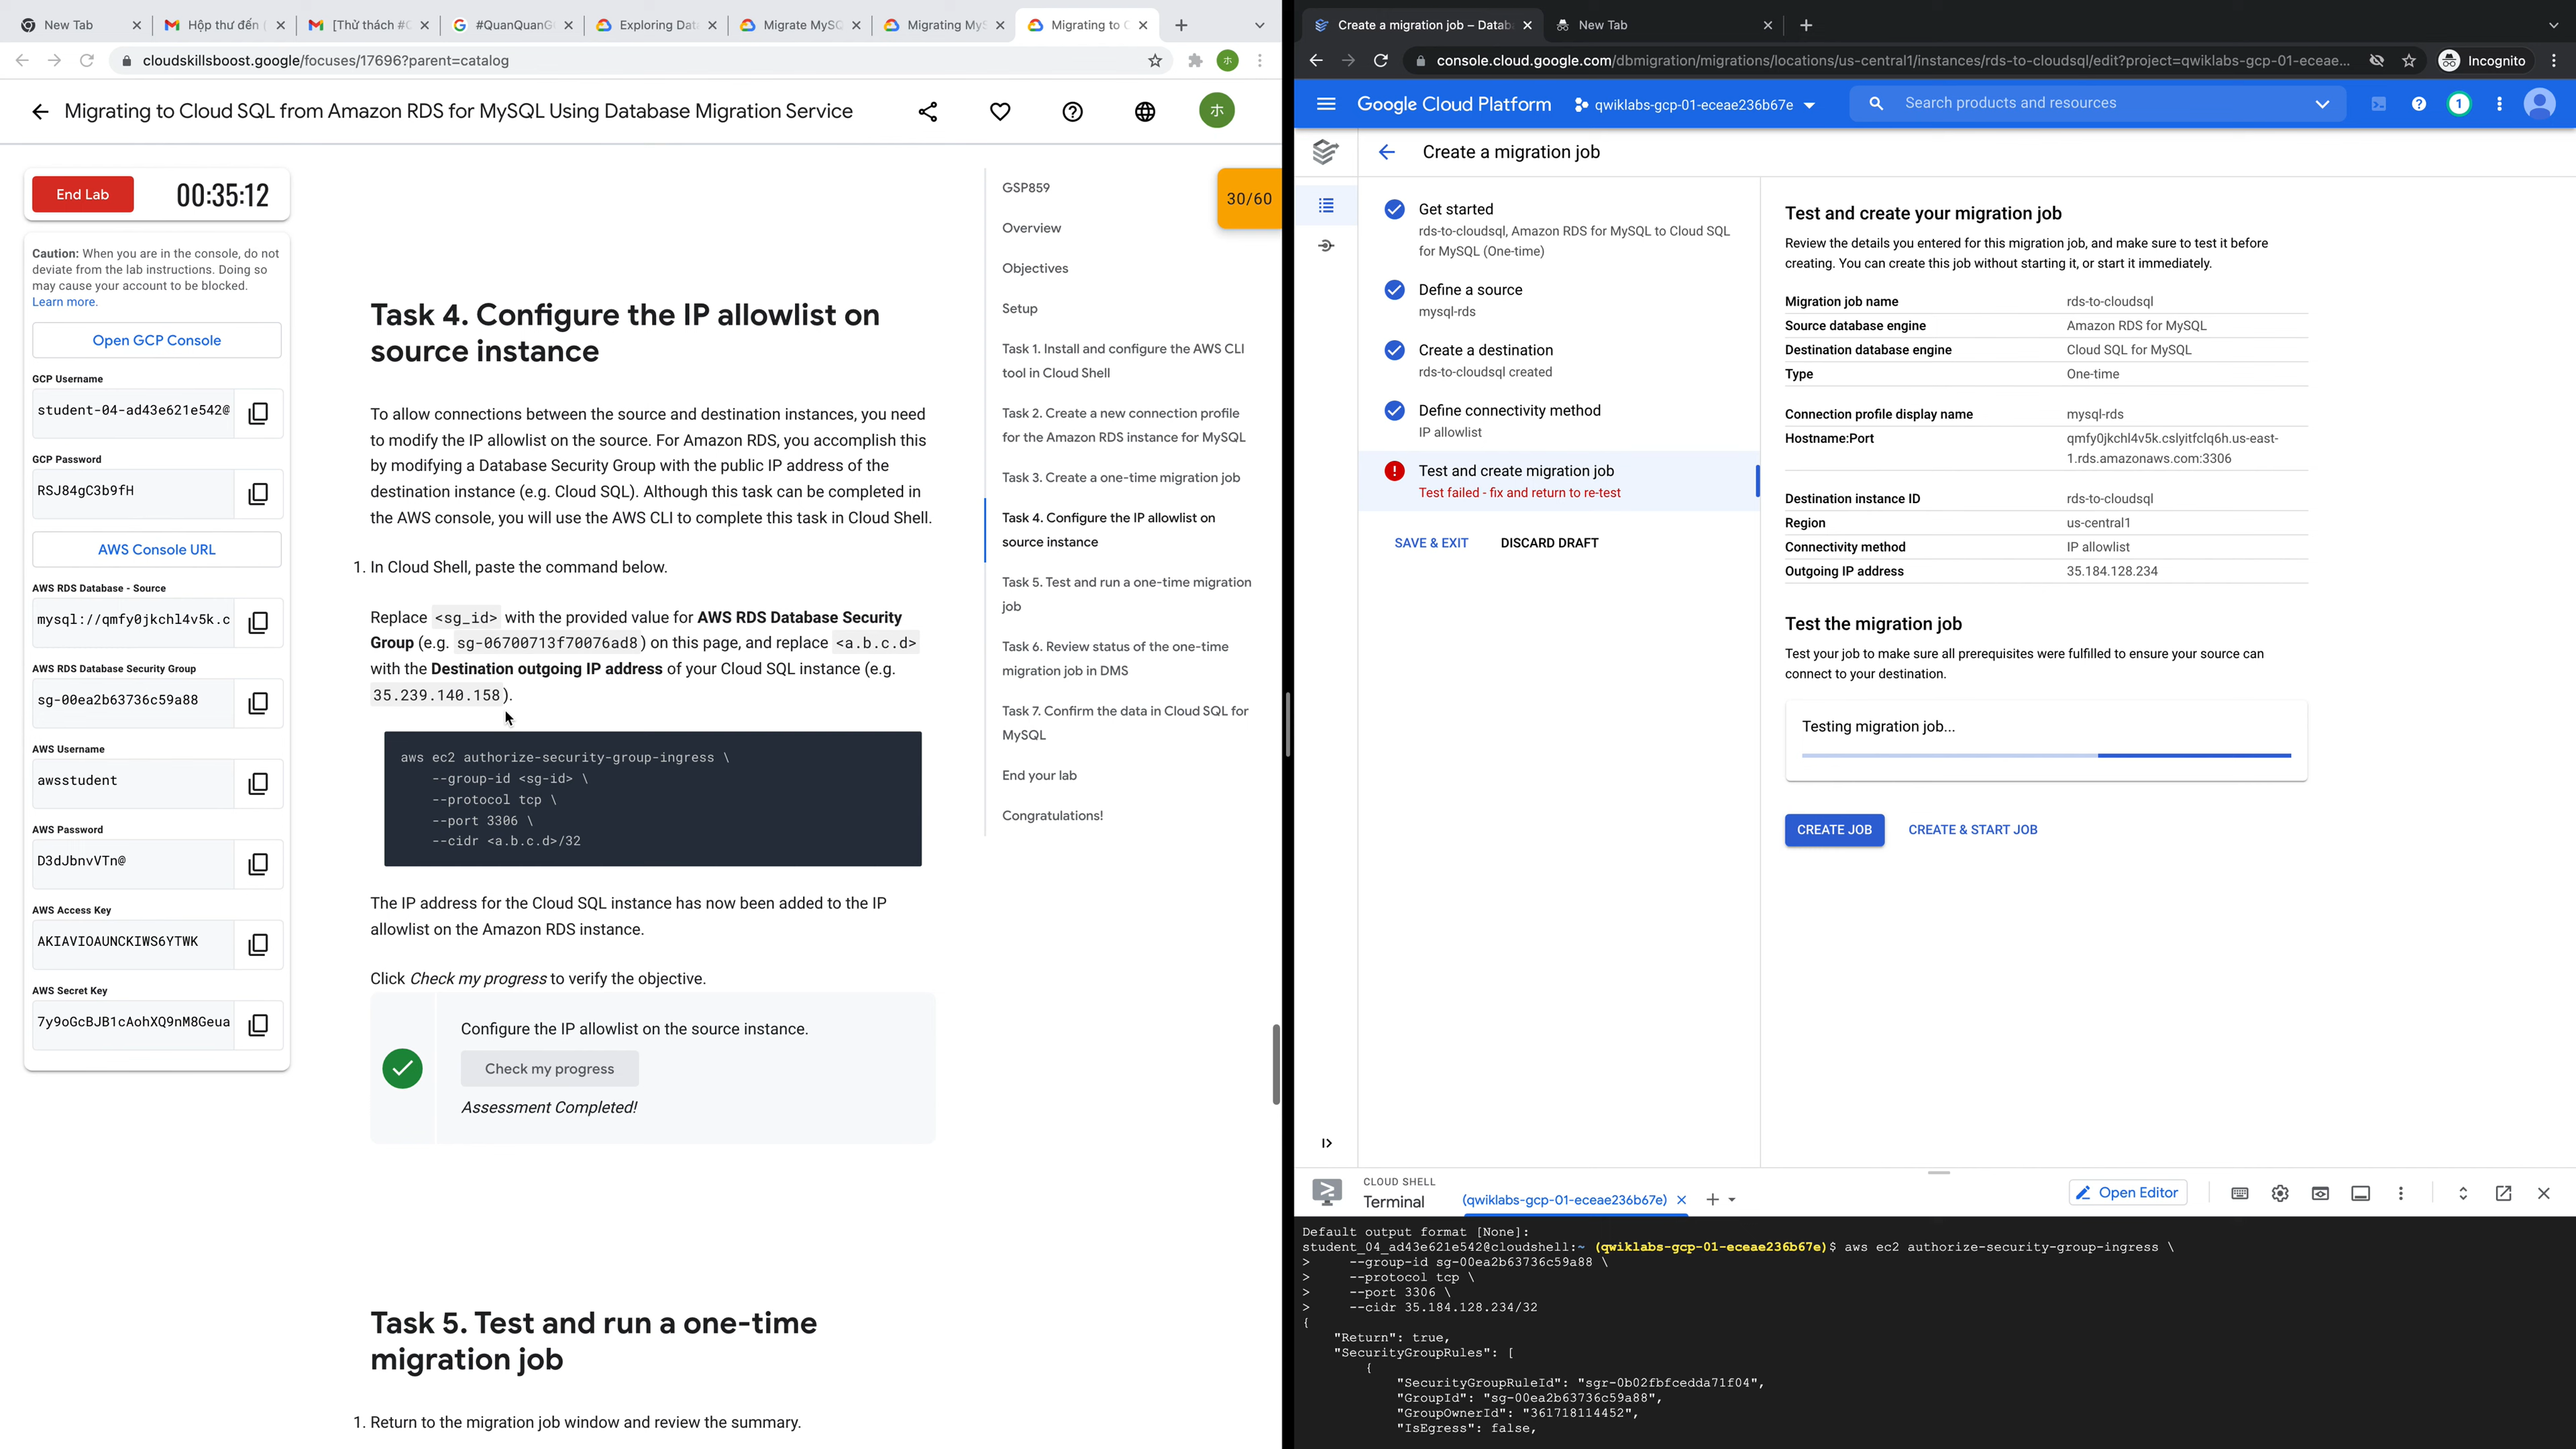 New Tab
Hộp thư đến (
[Thử thách #Q
#QuanQuanG
Exploring Dat
Migrate MySQ
Migrating MyS
Migrating to C
cloudskillsboost.google/focuses/17696?parent=catalog
Migrating to Cloud SQL from Amazon RDS for MySQL Using Database Migration Service
ホ
End Lab
00:35:12
Caution: When you are in the console, do not
deviate from the lab instructions. Doing so
may cause your account to be blocked.
Learn more.
Open GCP Console
GCP Username
student-04-ad43e621e542@
GCP Password
RSJ84gC3b9fH
AWS Console URL
AWS RDS Database - Source
mysql://qmfy0jkchl4v5k.c
AWS RDS Database Security Group
sg-00ea2b63736c59a88
AWS Username
awsstudent
AWS Password
D3dJbnvVTn@
AWS Access Key
AKIAVIOAUNCKIWS6YTWK
AWS Secret Key
7y9oGcBJB1cAohXQ9nM8Geua
Task 4. Configure the IP allowlist on
source instance
To allow connections between the source and destination instances, you need
to modify the IP allowlist on the source. For Amazon RDS, you accomplish this
by modifying a Database Security Group with the public IP address of the
destination instance (e.g. Cloud SQL). Although this task can be completed in
the AWS console, you will use the AWS CLI to complete this task in Cloud Shell.
1. In Cloud Shell, paste the command below.
Replace <sg_id> with the provided value for AWS RDS Database Security
Group (e.g. sg-06700713f70076ad8) on this page, and replace <a.b.c.d>
with the Destination outgoing IP address of your Cloud SQL instance (e.g.
35.239.140.158).
aws ec2 authorize-security-group-ingress \
--group-id <sg-id> \
--protocol tcp \
--port 3306 \
--cidr <a.b.c.d>/32
The IP address for the Cloud SQL instance has now been added to the IP
allowlist on the Amazon RDS instance.
Click Check my progress to verify the objective.
Configure the IP allowlist on the source instance.
Check my progress
Assessment Completed!
Task 5. Test and run a one-time
migration job
1. Return to the migration job window and review the summary.
GSP859
Overview
Objectives
Setup
Task 1. Install and configure the AWS CLI
tool in Cloud Shell
Task 2. Create a new connection profile
for the Amazon RDS instance for MySQL
Task 3. Create a one-time migration job
Task 4. Configure the IP allowlist on
source instance
Task 5. Test and run a one-time migration
job
Task 6. Review status of the one-time
migration job in DMS
Task 7. Confirm the data in Cloud SQL for
MySQL
End your lab
Congratulations!
30/60
Create a migration job – Datab
New Tab
console.cloud.google.com/dbmigration/migrations/locations/us-central1/instances/rds-to-cloudsql/edit?project=qwiklabs-gcp-01-eceae...
Incognito
Google Cloud Platform
qwiklabs-gcp-01-eceae236b67e
Search products and resources
1
Create a migration job
Get started
rds-to-cloudsql, Amazon RDS for MySQL to Cloud SQL
for MySQL (One-time)
Define a source
mysql-rds
Create a destination
rds-to-cloudsql created
Define connectivity method
IP allowlist
Test and create migration job
Test failed - fix and return to re-test
SAVE & EXIT
DISCARD DRAFT
Test and create your migration job
Review the details you entered for this migration job, and make sure to test it before
creating. You can create this job without starting it, or start it immediately.
Migration job name rds-to-cloudsql
Source database engine Amazon RDS for MySQL
Destination database engine Cloud SQL for MySQL
Type One-time
Connection profile display name mysql-rds
Hostname:Port qmfy0jkchl4v5k.cslyitfclq6h.us-east-
1.rds.amazonaws.com:3306
Destination instance ID rds-to-cloudsql
Region us-central1
Connectivity method IP allowlist
Outgoing IP address 35.184.128.234
Test the migration job
Test your job to make sure all prerequisites were fulfilled to ensure your source can
connect to your destination.
Testing migration job...
CREATE JOB
CREATE & START JOB
CLOUD SHELL
Terminal
(qwiklabs-gcp-01-eceae236b67e)
Open Editor
Default output format [None]:
student_04_ad43e621e542@cloudshell:~ (qwiklabs-gcp-01-eceae236b67e)$ aws ec2 authorize-security-group-ingress \
> --group-id sg-00ea2b63736c59a88 \
> --protocol tcp \
> --port 3306 \
> --cidr 35.184.128.234/32
{
"Return": true,
"SecurityGroupRules": [
{
"SecurityGroupRuleId": "sgr-0b02fbfcedda71f04",
"GroupId": "sg-00ea2b63736c59a88",
"GroupOwnerId": "361718114452",
"IsEgress": false,